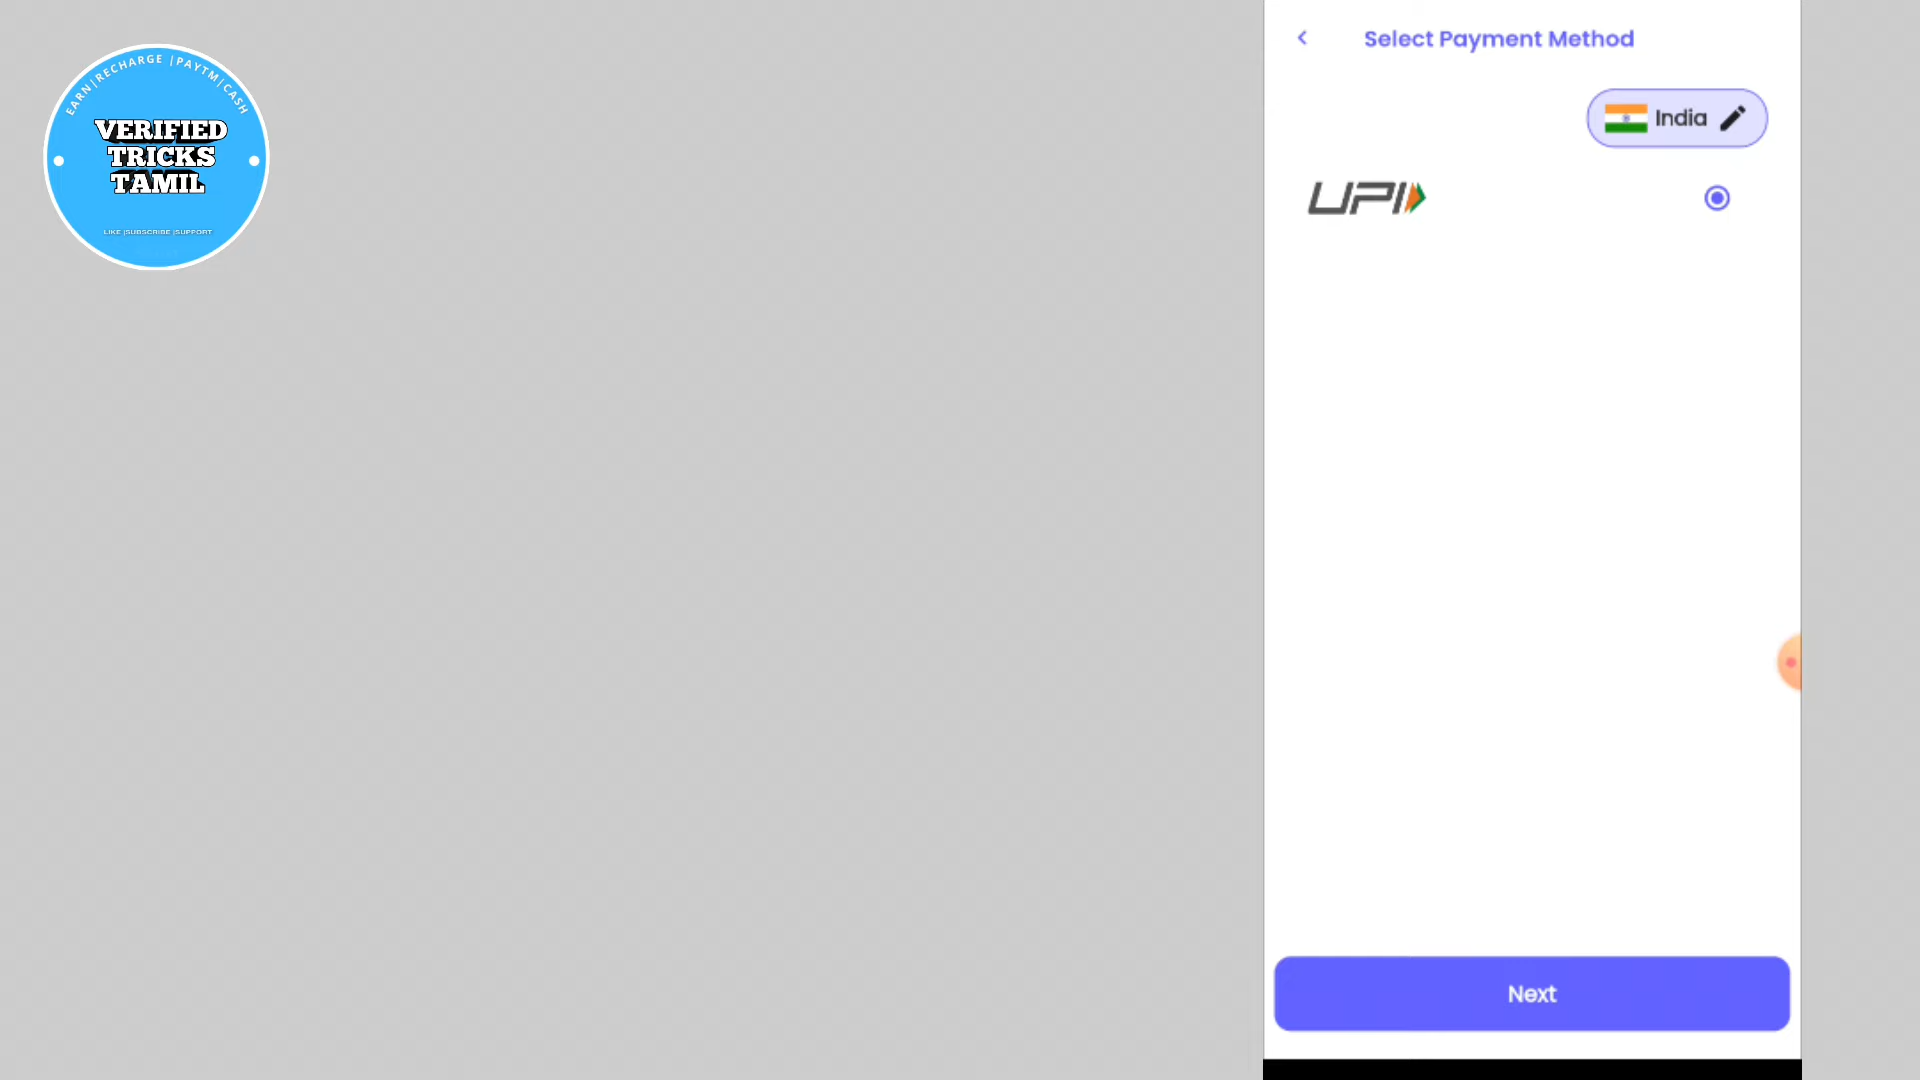 EARN|RECHARGE |PAYTM|CASH
VERIFIED
TRICKS
TAMIL
LIKE |SUBSCRIBE |SUPPORT
Select Payment Method
India
UPI
Next